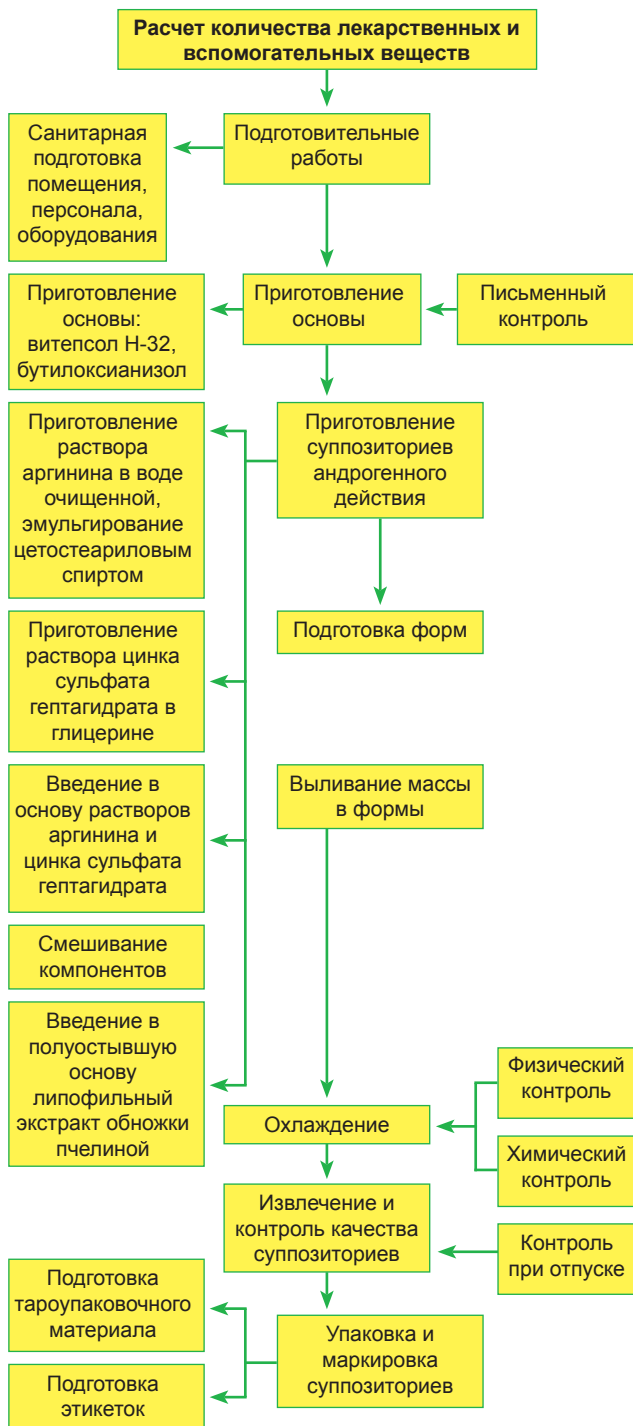 Расчет количества лекарственных и
вспомогательных веществ
Санитарная
подготовка
помещения,
персонала,
оборудования
Подготовительные
работы
Приготовление
основы:
витепсол Н-32,
бутилоксианизол
Приготовление
основы
Письменный
контроль
Приготовление
раствора
аргинина в воде
очищенной,
эмульгирование
цетостеариловым
спиртом
Приготовление
суппозиториев
андрогенного
действия
Подготовка форм
Приготовление
раствора цинка
сульфата
гептагидрата в
глицерине
Введение в
основу растворов
аргинина и
цинка сульфата
гептагидрата
Выливание массы
в формы
Смешивание
компонентов
Введение в
полуостывшую
основу
липофильный
экстракт обножки
пчелиной
Охлаждение
Физический
контроль
Химический
контроль
Извлечение и
контроль качества
суппозиториев
Контроль
при отпуске
Подготовка
тароупаковочного
материала
Упаковка и
маркировка
суппозиториев
Подготовка
этикеток